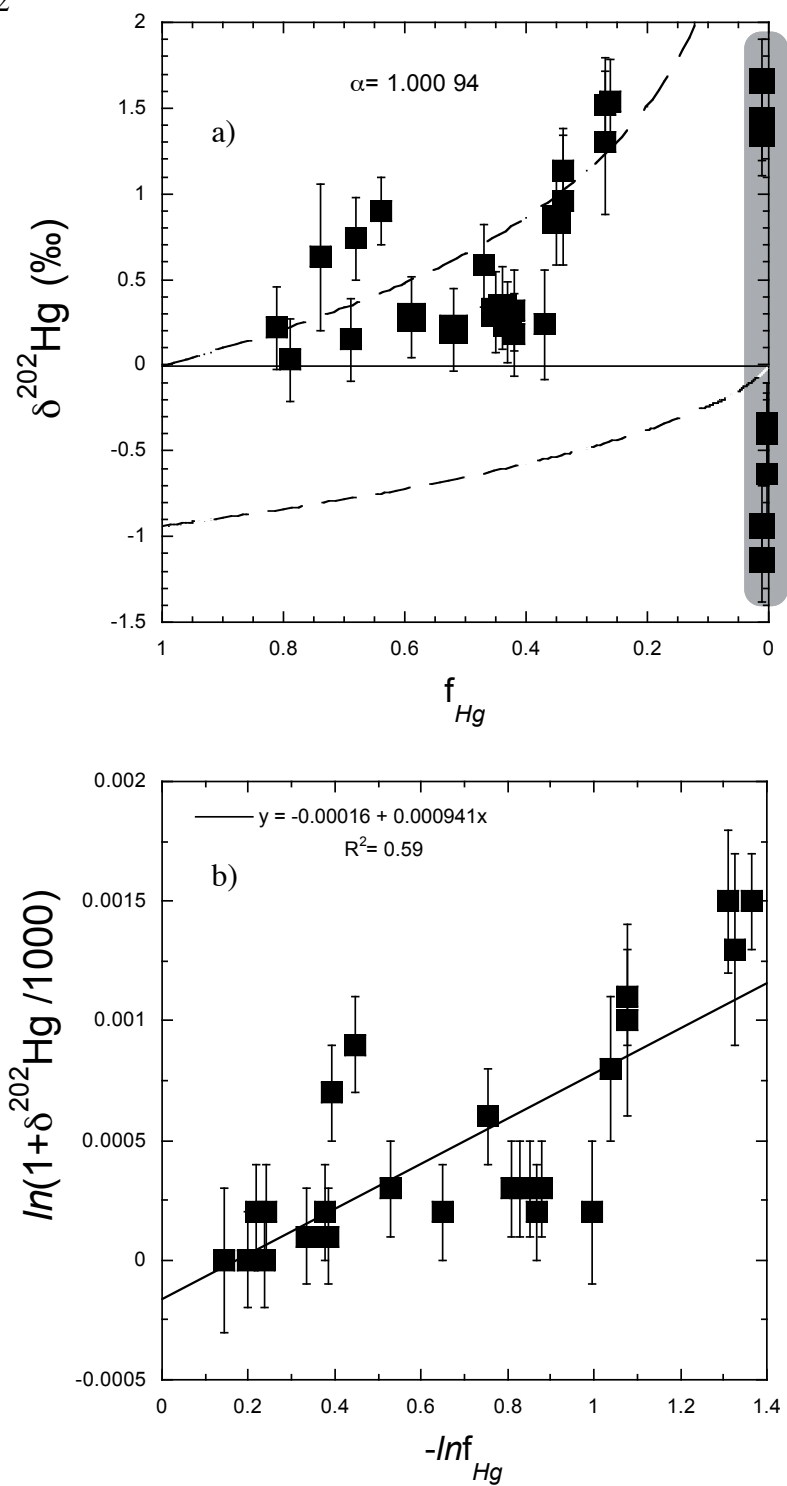 2
1.5
1
0.5
0
-0.5
-1
-1.5
α= 1.000 94
a)
δ²⁰²Hg (‰)
1 0.8 0.6 0.4 0.2 0
f_Hg
0.002
0.0015
0.001
0.0005
0
-0.0005
y = -0.00016 + 0.000941x
R²= 0.59
b)
ln(1+δ²⁰²Hg /1000)
0 0.2 0.4 0.6 0.8 1 1.2 1.4
-lnf_Hg